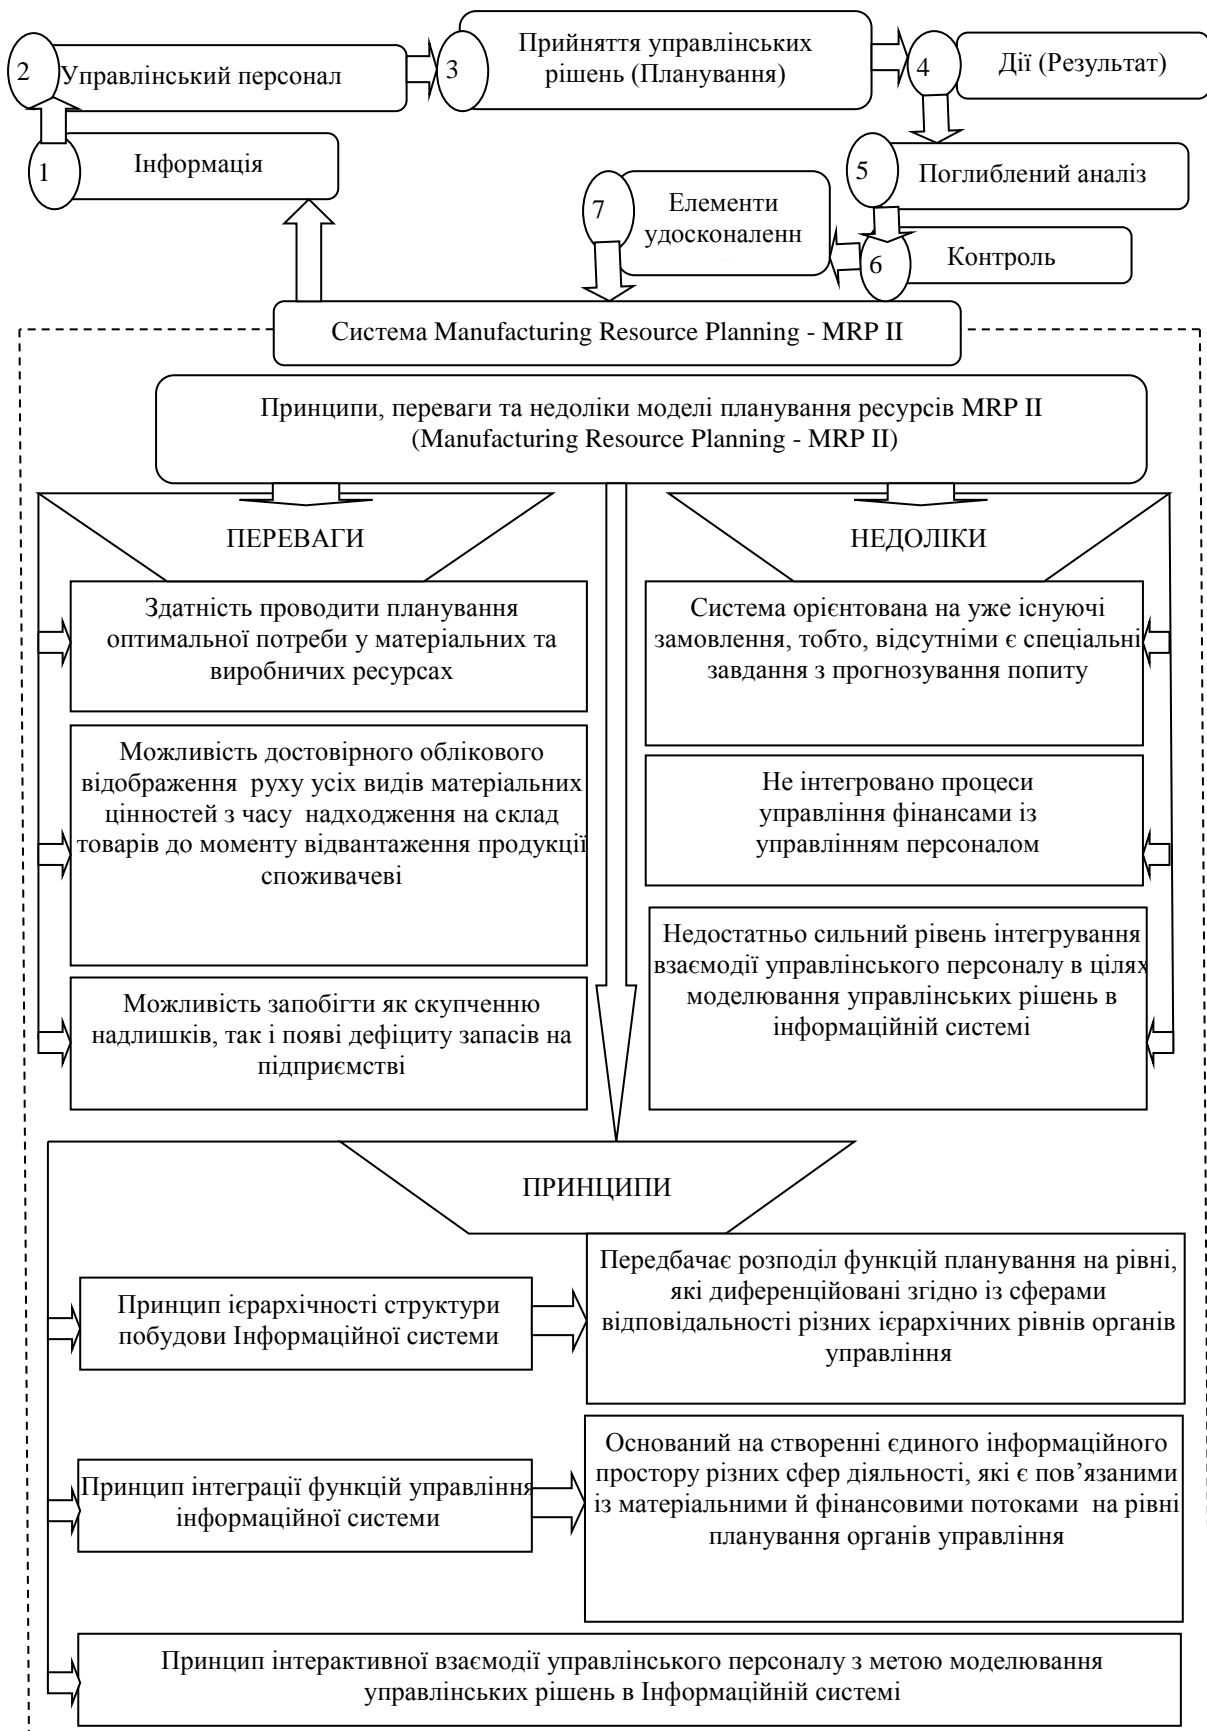 2
Управлінський персонал
3
Прийняття управлінських
рішень (Планування)
4
Дії (Результат)
1
Інформація
5
Поглиблений аналіз
7
Елементи
удосконаленн
6
Контроль
Система Manufacturing Resource Planning - MRP II
Принципи, переваги та недоліки моделі планування ресурсів MRP II
(Manufacturing Resource Planning - MRP II)
ПЕРЕВАГИ
Здатність проводити планування
оптимальної потреби у матеріальних та
виробничих ресурсах
Можливість достовірного облікового
відображення руху усіх видів матеріальних
цінностей з часу надходження на склад
товарів до моменту відвантаження продукції
споживачеві
Можливість запобігти як скупченню
надлишків, так і появі дефіциту запасів на
підприємстві
НЕДОЛІКИ
Система орієнтована на уже існуючі
замовлення, тобто, відсутніми є спеціальні
завдання з прогнозування попиту
Не інтегровано процеси
управління фінансами із
управлінням персоналом
Недостатньо сильний рівень інтегрування
взаємодії управлінського персоналу в цілях
моделювання управлінських рішень в
інформаційній системі
ПРИНЦИПИ
Принцип ієрархічності структури
побудови Інформаційної системи
Передбачає розподіл функцій планування на рівні,
які диференційовані згідно із сферами
відповідальності різних ієрархічних рівнів органів
управління
Принцип інтеграції функцій управління
інформаційної системи
Оснований на створенні єдиного інформаційного
простору різних сфер діяльності, які є пов’язаними
із матеріальними й фінансовими потоками на рівні
планування органів управління
Принцип інтерактивної взаємодії управлінського персоналу з метою моделювання
управлінських рішень в Інформаційній системі